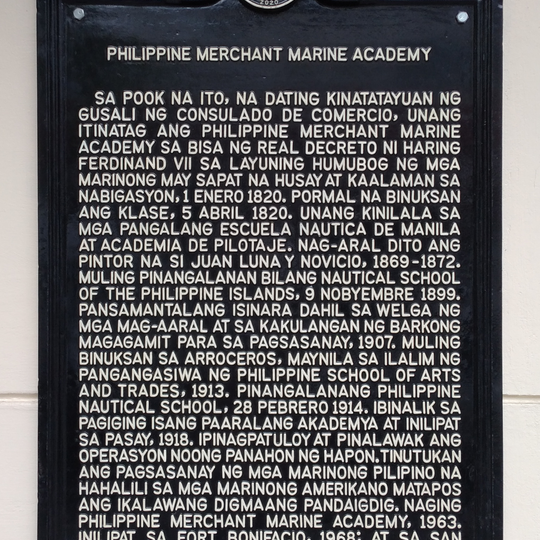 2020
PHILIPPINE MERCHANT MARINE ACADEMY
SA POOK NA ITO, NA DATING KINATATAYUAN NG
GUSALI NG CONSULADO DE COMERCIO, UNANG
ITINATAG ANG PHILIPPINE MERCHANT MARINE
ACADEMY SA BISA NG REAL DECRETO NI HARING
FERDINAND VII SA LAYUNING HUMUBOG NG MGA
MARINONG MAY SAPAT NA HUSAY AT KAALAMAN SA
NABIGASYON, 1 ENERO 1820. PORMAL NA BINUKSAN
ANG KLASE, 5 ABRIL 1820. UNANG KINILALA SA
MGA PANGALANG ESCUELA NAUTICA DE MANILA
AT ACADEMIA DE PILOTAJE. NAG-ARAL DITO ANG
PINTOR NA SI JUAN LUNA Y NOVICIO, 1869-1872.
MULING PINANGALANAN BILANG NAUTICAL SCHOOL
OF THE PHILIPPINE ISLANDS, 9 NOBYEMBRE 1899.
PANSAMANTALANG ISINARA DAHIL SA WELGA NG
MGA MAG-AARAL AT SA KAKULANGAN NG BARKONG
MAGAGAMIT PARA SA PAGSASANAY, 1907. MULING
BINUKSAN SA ARROCEROS, MAYNILA SA ILALIM NG
PANGANGASIWA NG PHILIPPINE SCHOOL OF ARTS
AND TRADES, 1913. PINANGALANANG PHILIPPINE
NAUTICAL SCHOOL, 28 PEBRERO 1914. IBINALIK SA
PAGIGING ISANG PAARALANG AKADEMYA AT INILIPAT
SA PASAY, 1918. IPINAGPATULOY AT PINALAWAK ANG
OPERASYON NOONG PANAHON NG HAPON. TINUTUKAN
ANG PAGSASANAY NG MGA MARINONG PILIPINO NA
HAHALILI SA MGA MARINONG AMERIKANO MATAPOS
ANG IKALAWANG DIGMAANG PANDAIGDIG. NAGING
PHILIPPINE MERCHANT MARINE ACADEMY, 1963.
INILIPAT SA FORT BONIFACIO, 1968; AT SA SAN